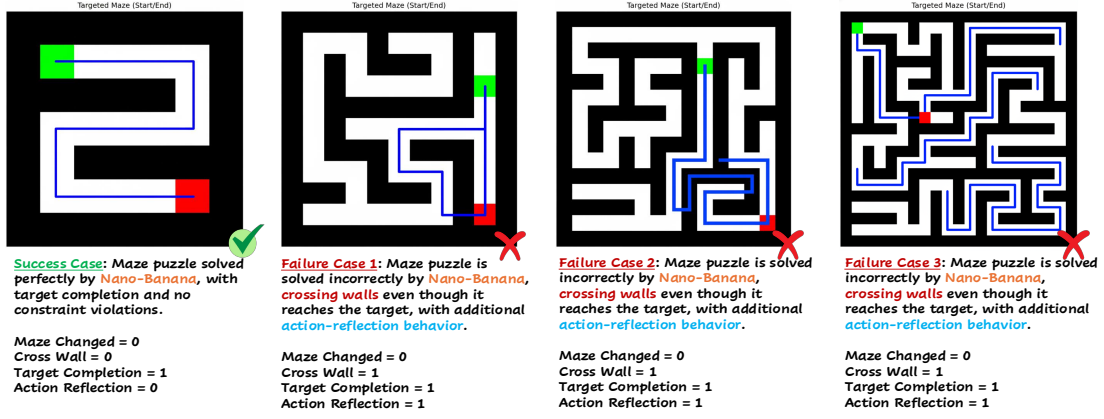 Targeted Maze (Start/End)
Success Case: Maze puzzle solved
perfectly by Nano-Banana, with
target completion and no
constraint violations.
Maze Changed = 0
Cross Wall = 0
Target Completion = 1
Action Reflection = 0
Targeted Maze (Start/End)
Failure Case 1: Maze puzzle is
solved incorrectly by Nano-Banana,
crossing walls even though it
reaches the target, with additional
action-reflection behavior.
Maze Changed = 0
Cross Wall = 1
Target Completion = 1
Action Reflection = 1
Targeted Maze (Start/End)
Failure Case 2: Maze puzzle is solved
incorrectly by Nano-Banana,
crossing walls even though it
reaches the target, with additional
action-reflection behavior.
Maze Changed = 0
Cross Wall = 1
Target Completion = 1
Action Reflection = 1
Targeted Maze (Start/End)
Failure Case 3: Maze puzzle is solved
incorrectly by Nano-Banana,
crossing walls even though it
reaches the target, with additional
action-reflection behavior.
Maze Changed = 0
Cross Wall = 1
Target Completion = 1
Action Reflection = 1